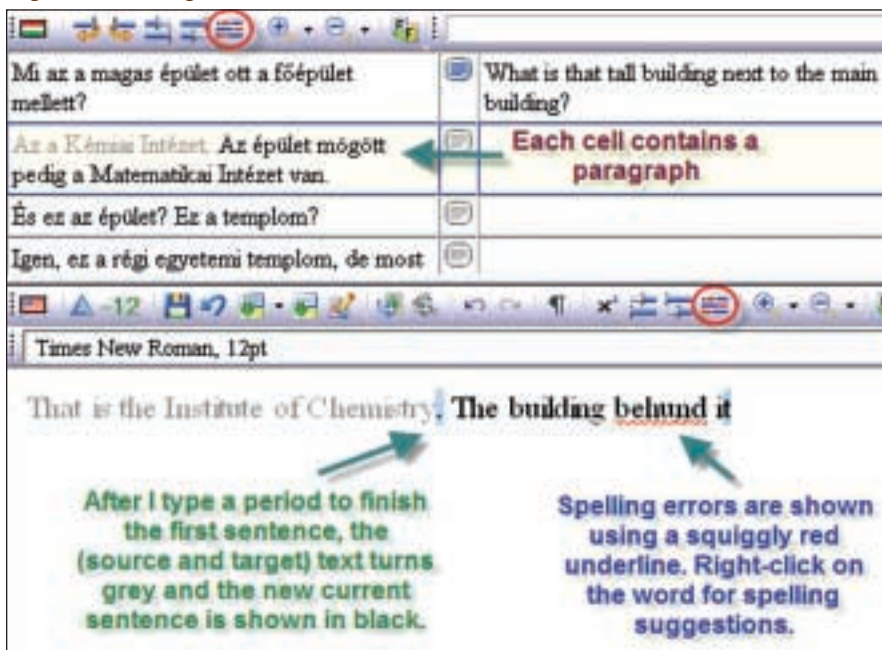 Mi az a magas épület ott a főépület
mellett?
What is that tall building next to the main
building?
Az a Kémiai Intézet. Az épület mögött
pedig a Matematikai Intézet van.
Each cell contains a
paragraph
És ez az épület? Ez a templom?
Igen, ez a régi egyetemi templom, de most
-12
Times New Roman, 12pt
That is the Institute of Chemistry. The building behund it
After I type a period to finish
the first sentence, the
(source and target) text turns
grey and the new current
sentence is shown in black.
Spelling errors are shown
using a squiggly red
underline. Right-click on
the word for spelling
suggestions.